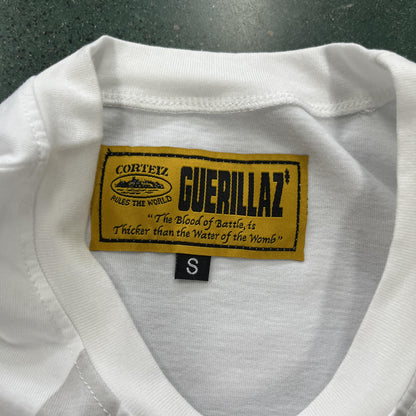 CORTEIZ
RULES THE WORLD
GUERILLAZ
"The Blood of Battle, is
Thicker than the Water of the Womb"
S